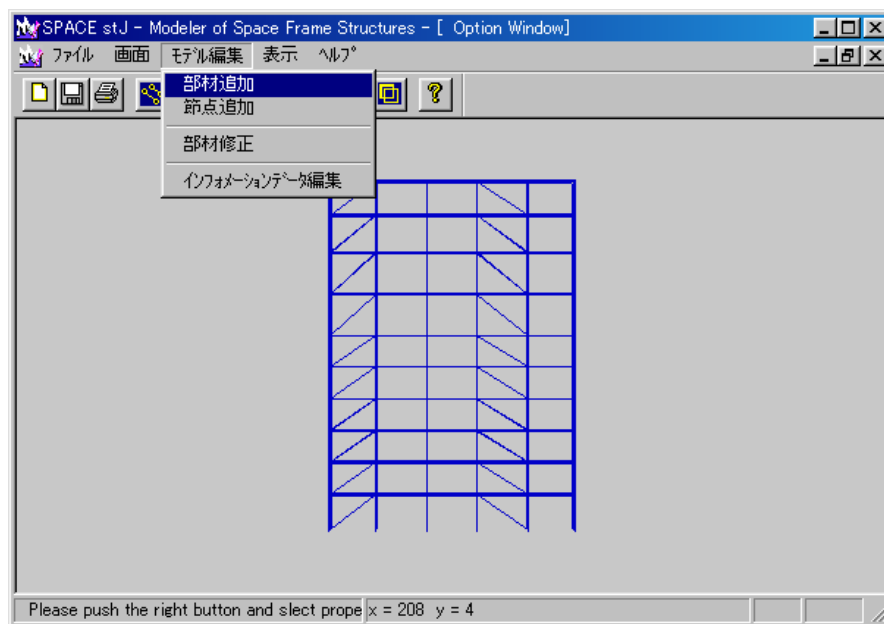 SPACE stJ - Modeler of Space Frame Structures - [ Option Window]
ファイル 画面 モデル編集 表示 ヘルプ
部材追加
節点追加
部材修正
インフォメーションデータ編集
Please push the right button and slect prope x = 208 y = 4